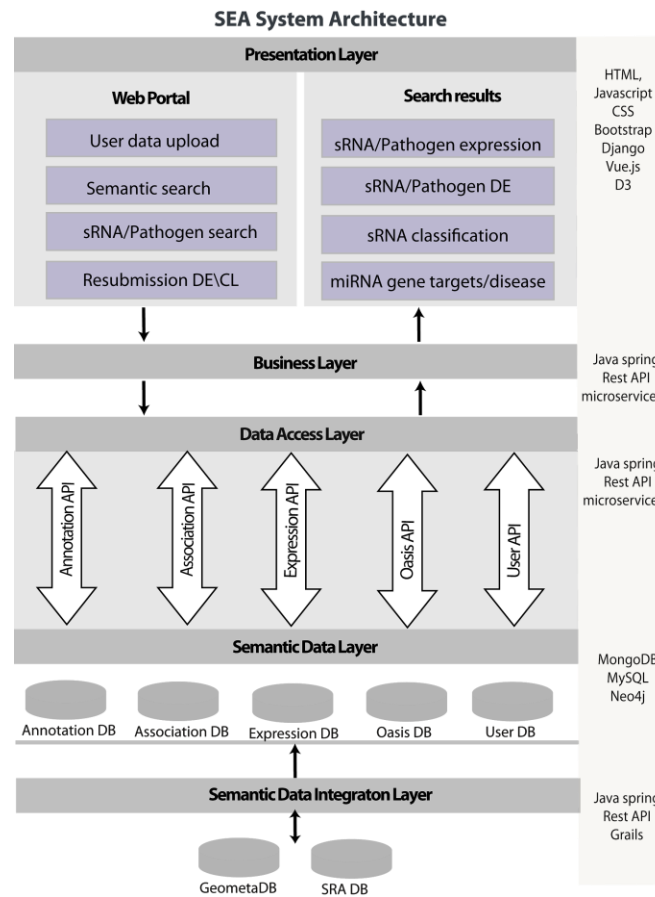 SEA System Architecture
Presentation Layer
Web Portal
User data upload
Semantic search
sRNA/Pathogen search
Resubmission DE\CL
Search results
sRNA/Pathogen expression
sRNA/Pathogen DE
sRNA classification
miRNA gene targets/disease
HTML,
Javascript
CSS
Bootstrap
Django
Vue.js
D3
Business Layer
Java spring
Rest API
microservice
Data Access Layer
Java spring
Rest API
microservice
Annotation API
Association API
Expression API
Oasis API
User API
Semantic Data Layer
MongoDB
MySQL
Neo4j
Annotation DB
Association DB
Expression DB
Oasis DB
User DB
Semantic Data Integraton Layer
Java spring
Rest API
Grails
GeometaDB
SRA DB